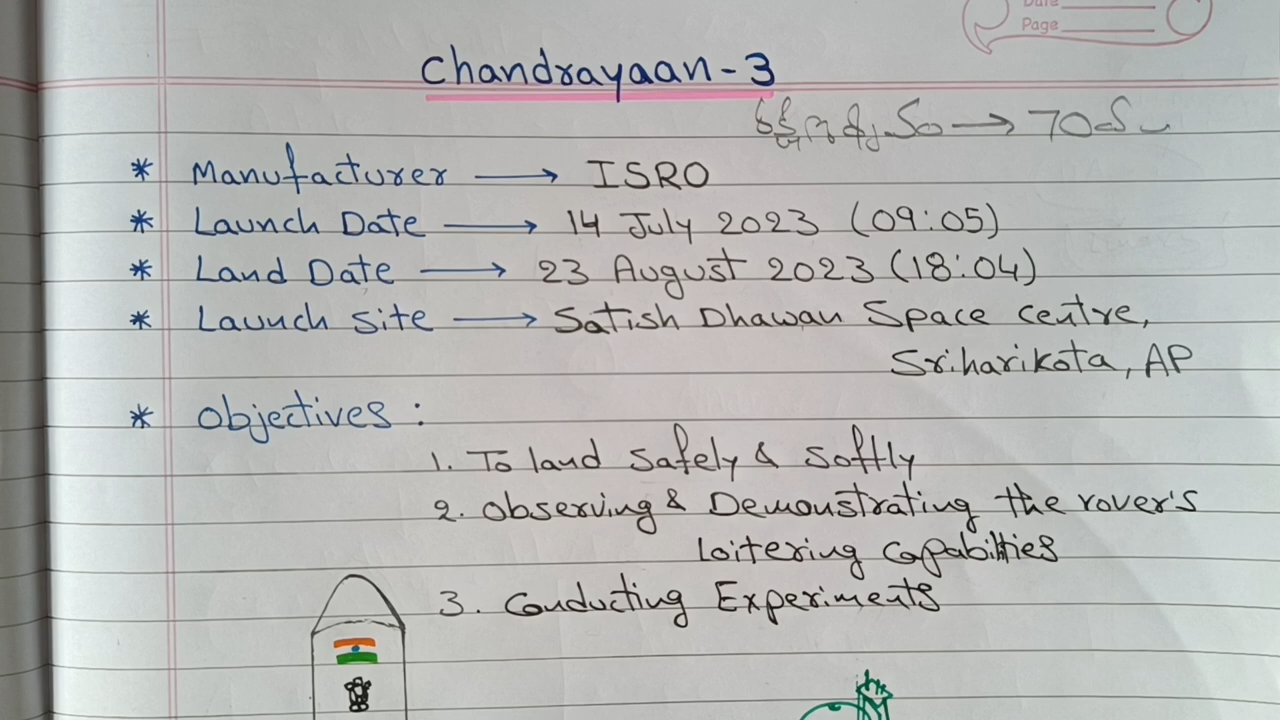 Date
Page
Chandrayaan-3
→ 70
* Manufacturer → ISRO
* Launch Date → 14 July 2023 (09:05)
* Land Date → 23 August 2023 (18:04)
* Launch Site → Satish Dhawan Space centre,
Sriharikota, AP
* Objectives :
1. To land Safely & Softly
2. Observing & Demonstrating the rover's
loitering capabilities
3. Conducting Experiments